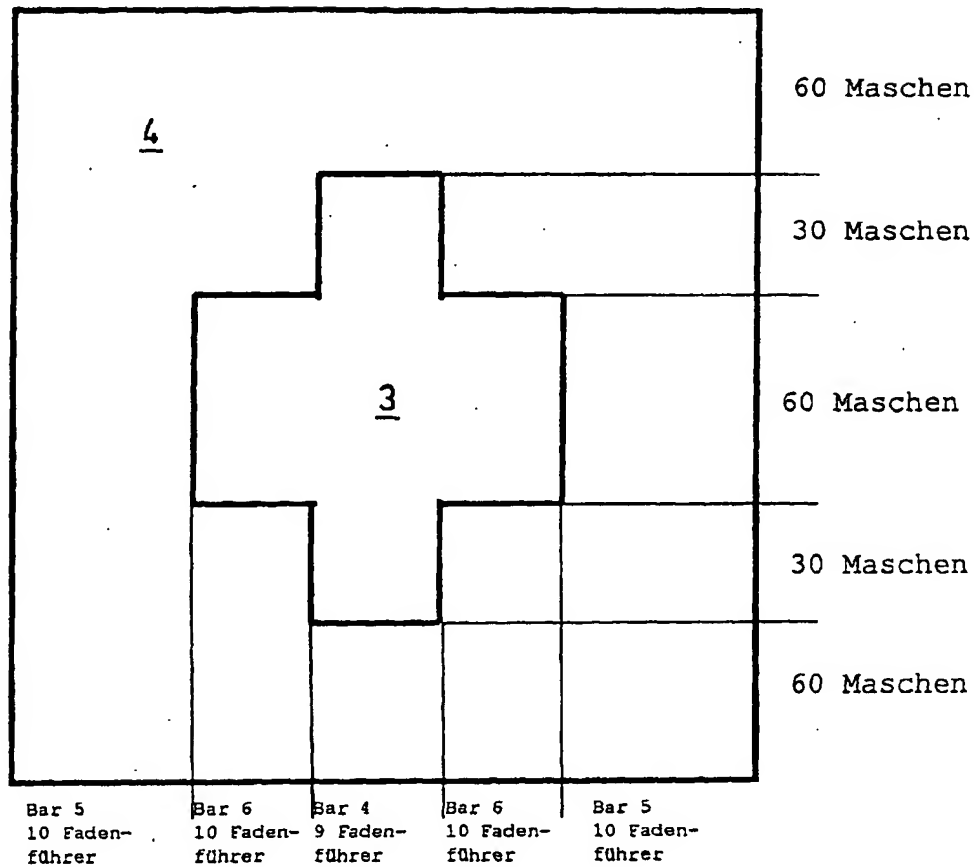 60 Maschen
4
30 Maschen
3
60 Maschen
30 Maschen
60 Maschen
Bar 5
10 Faden-
führer
Bar 6
10 Faden-
führer
Bar 4
9 Faden-
führer
Bar 6
10 Faden-
führer
Bar 5
10 Faden-
führer